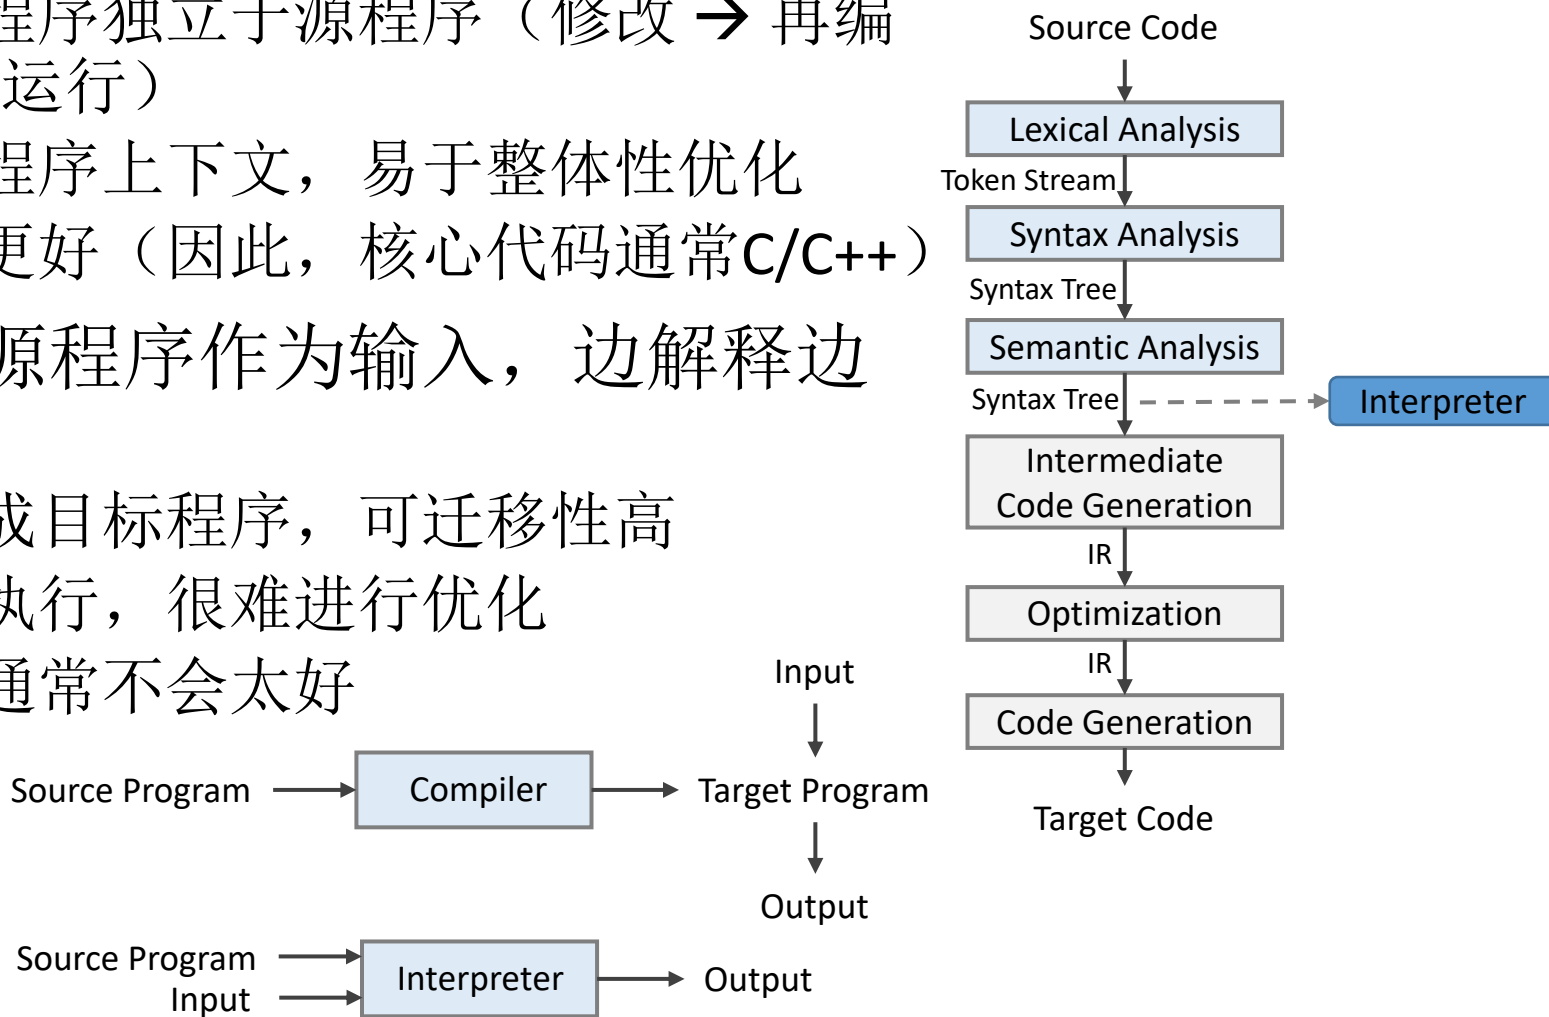 程序独立于源程序（修改 → 再编
运行）
程序上下文，易于整体性优化
更好（因此，核心代码通常C/C++）
源程序作为输入，边解释边
成目标程序，可迁移性高
执行，很难进行优化
通常不会太好
Source Code
Lexical Analysis
Token Stream
Syntax Analysis
Syntax Tree
Semantic Analysis
Syntax Tree
Interpreter
Intermediate
Code Generation
IR
Optimization
IR
Code Generation
Target Code
Input
Source Program
Compiler
Target Program
Output
Source Program
Input
Interpreter
Output